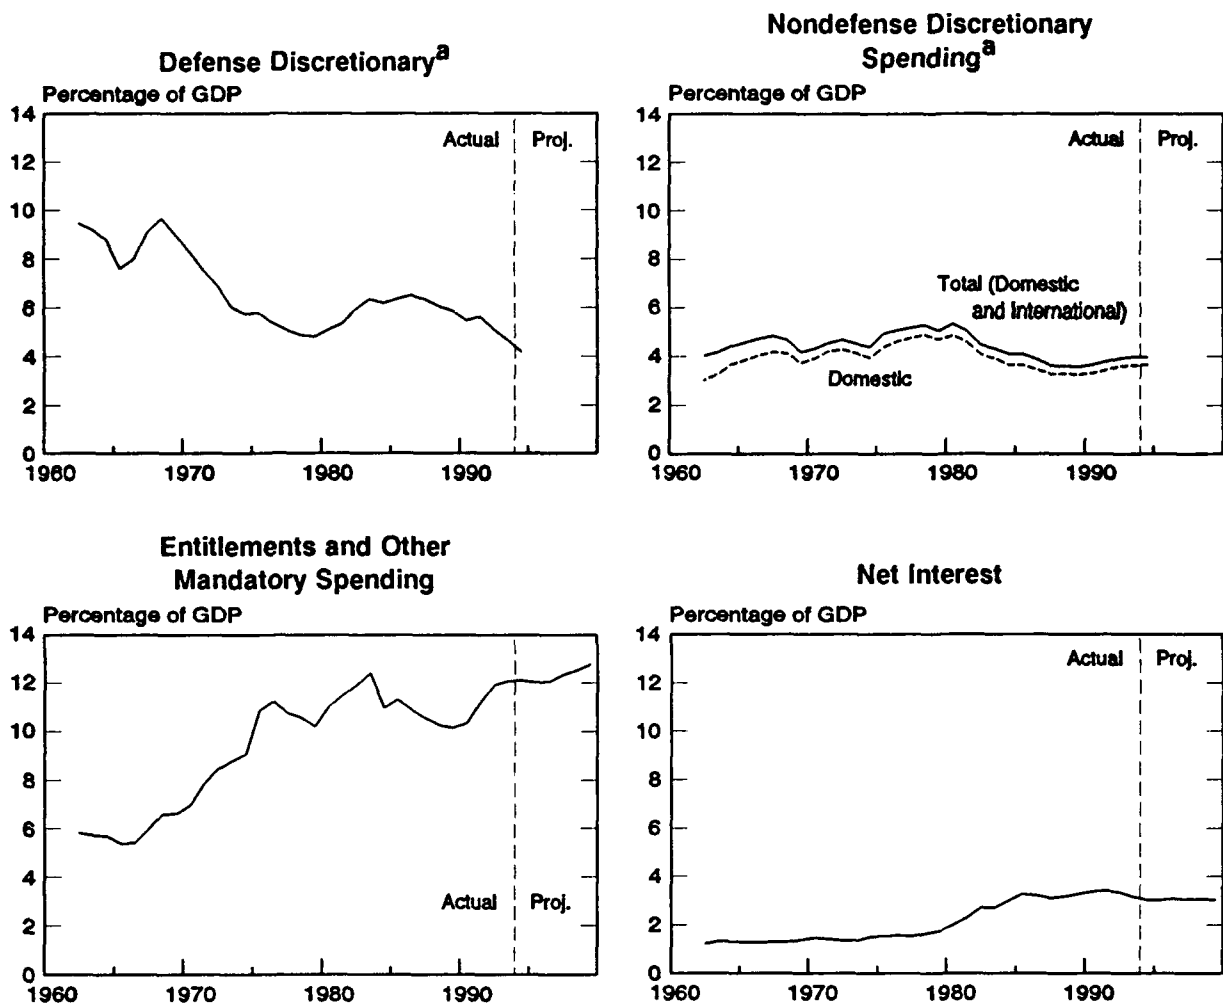 Defense Discretionary a
Percentage of GDP
14
12
10
8
6
4
2
0
Actual Proj.
1960 1970 1980 1990
Nondefense Discretionary
Spending a
Percentage of GDP
14
12
10
8
6
4
2
0
Actual Proj.
Total (Domestic
and International)
Domestic
1960 1970 1980 1990
Entitlements and Other
Mandatory Spending
Percentage of GDP
14
12
10
8
6
4
2
0
Actual Proj.
1960 1970 1980 1990
Net Interest
Percentage of GDP
14
12
10
8
6
4
2
0
Actual Proj.
1960 1970 1980 1990